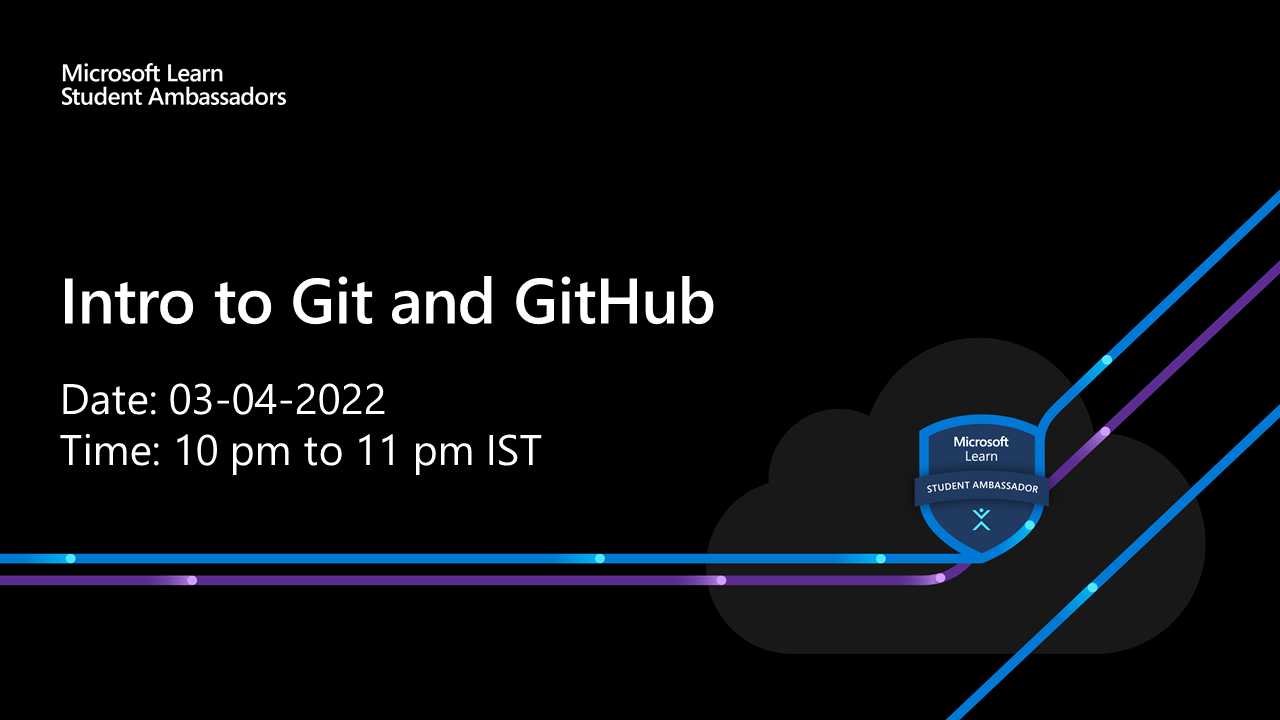 Microsoft Learn
Student Ambassadors
Intro to Git and GitHub
Date: 03-04-2022
Time: 10 pm to 11 pm IST
Microsoft
Learn
STUDENT AMBASSADOR